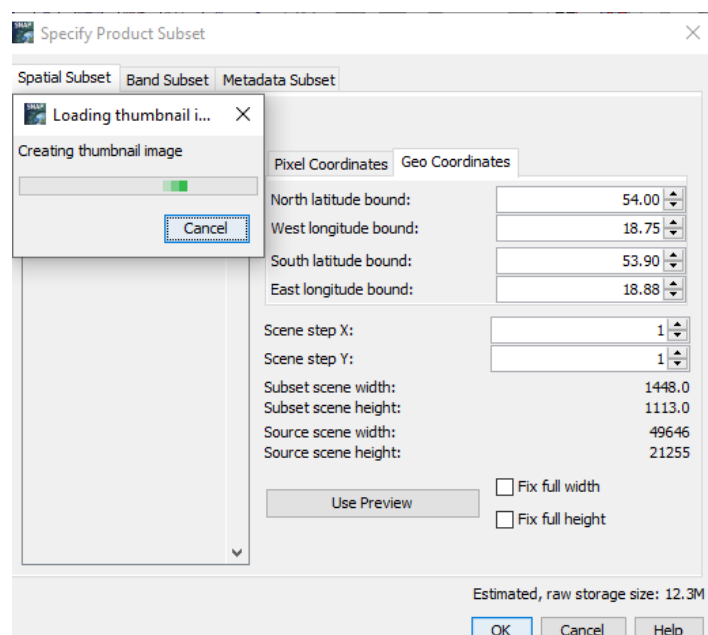 SNAP
Specify Product Subset
Spatial Subset Band Subset Metadata Subset
SNAP
Loading thumbnail i...
Creating thumbnail image
Cancel
Pixel Coordinates Geo Coordinates
North latitude bound: 54.00
West longitude bound: 18.75
South latitude bound: 53.90
East longitude bound: 18.88
Scene step X: 1
Scene step Y: 1
Subset scene width: 1448.0
Subset scene height: 1113.0
Source scene width: 49646
Source scene height: 21255
Use Preview
Fix full width
Fix full height
Estimated, raw storage size: 12.3M
OK Cancel Help